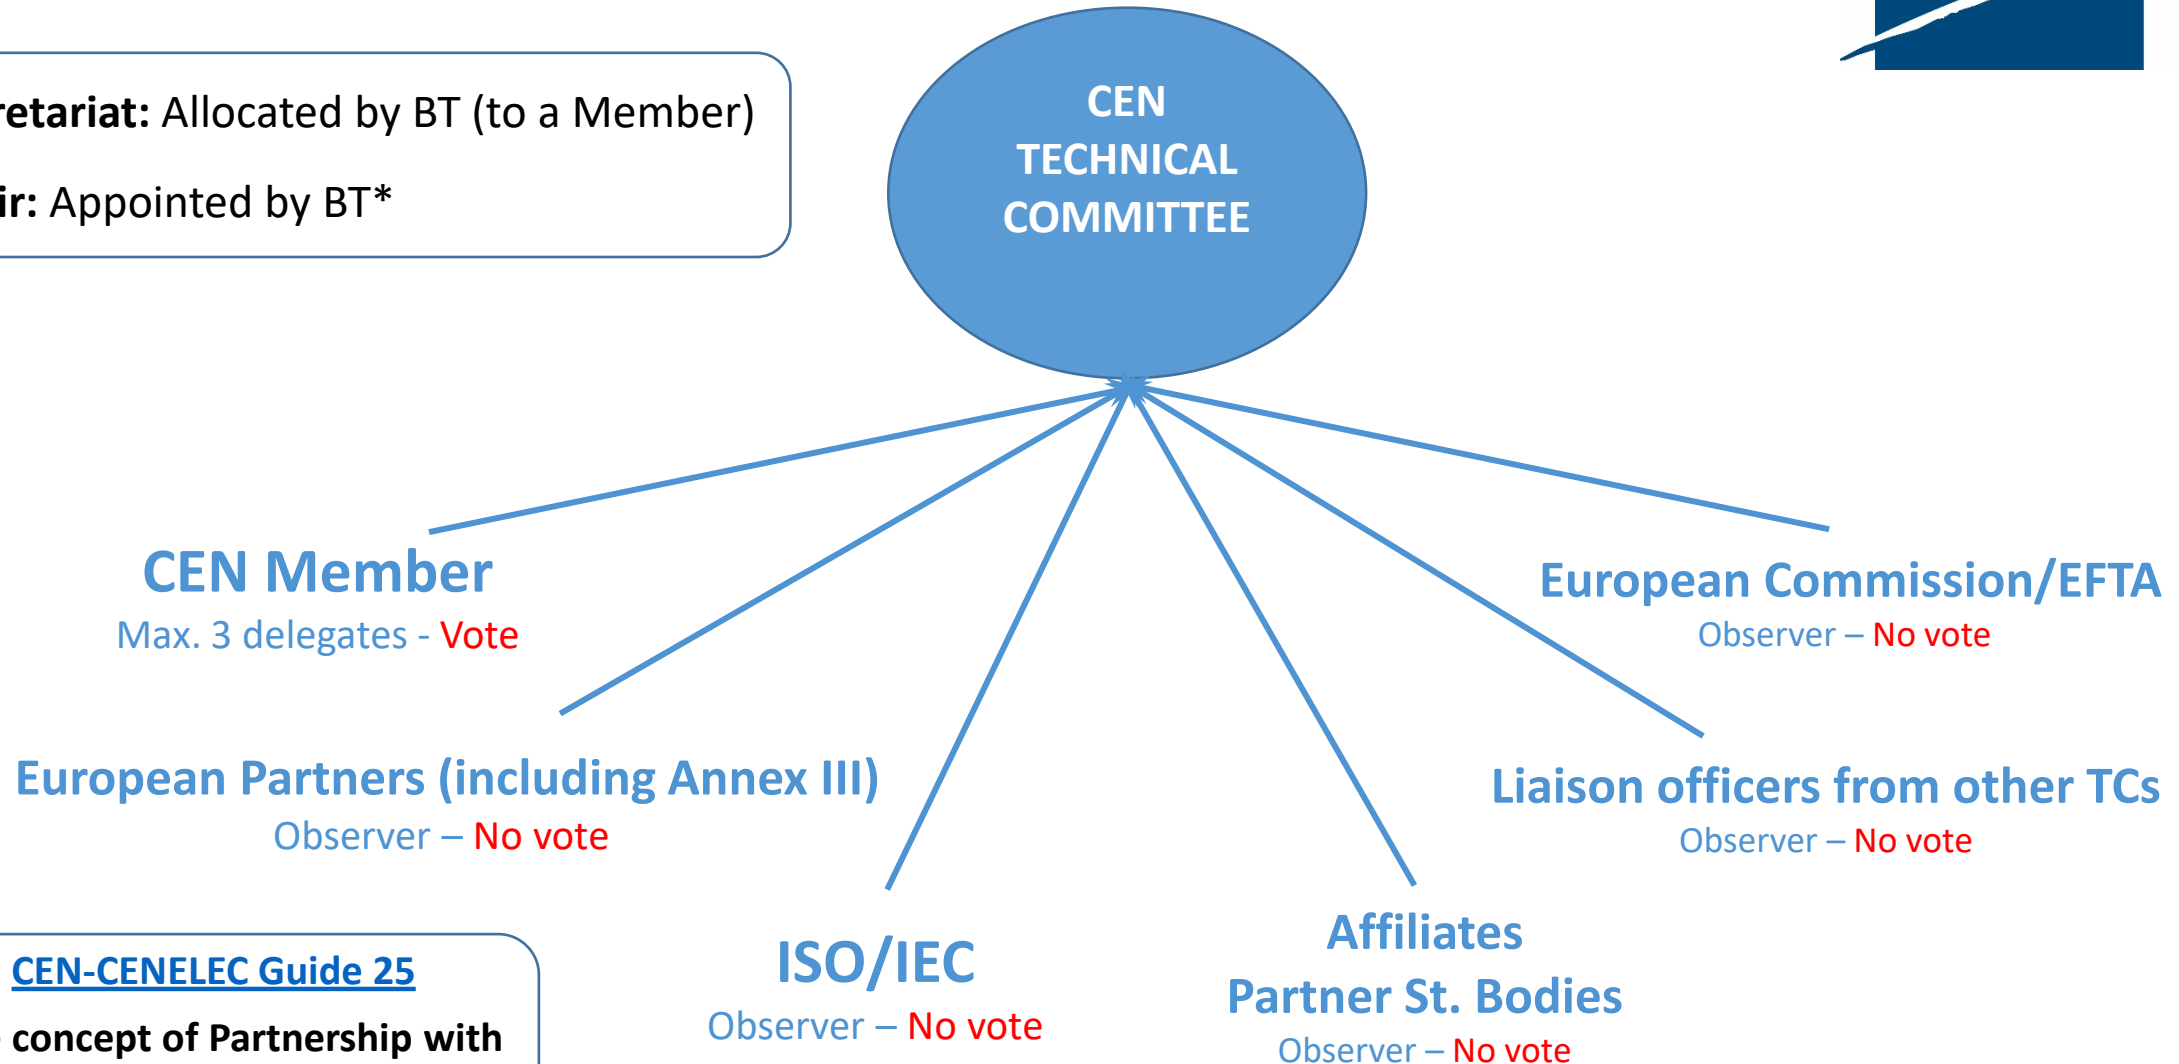 retariat: Allocated by BT (to a Member)
ir: Appointed by BT*
CEN
TECHNICAL
COMMITTEE
CEN Member
Max. 3 delegates - Vote
European Commission/EFTA
Observer – No vote
European Partners (including Annex III)
Observer – No vote
Liaison officers from other TCs
Observer – No vote
ISO/IEC
Observer – No vote
Affiliates
Partner St. Bodies
Observer – No vote
CEN-CENELEC Guide 25
concept of Partnership with